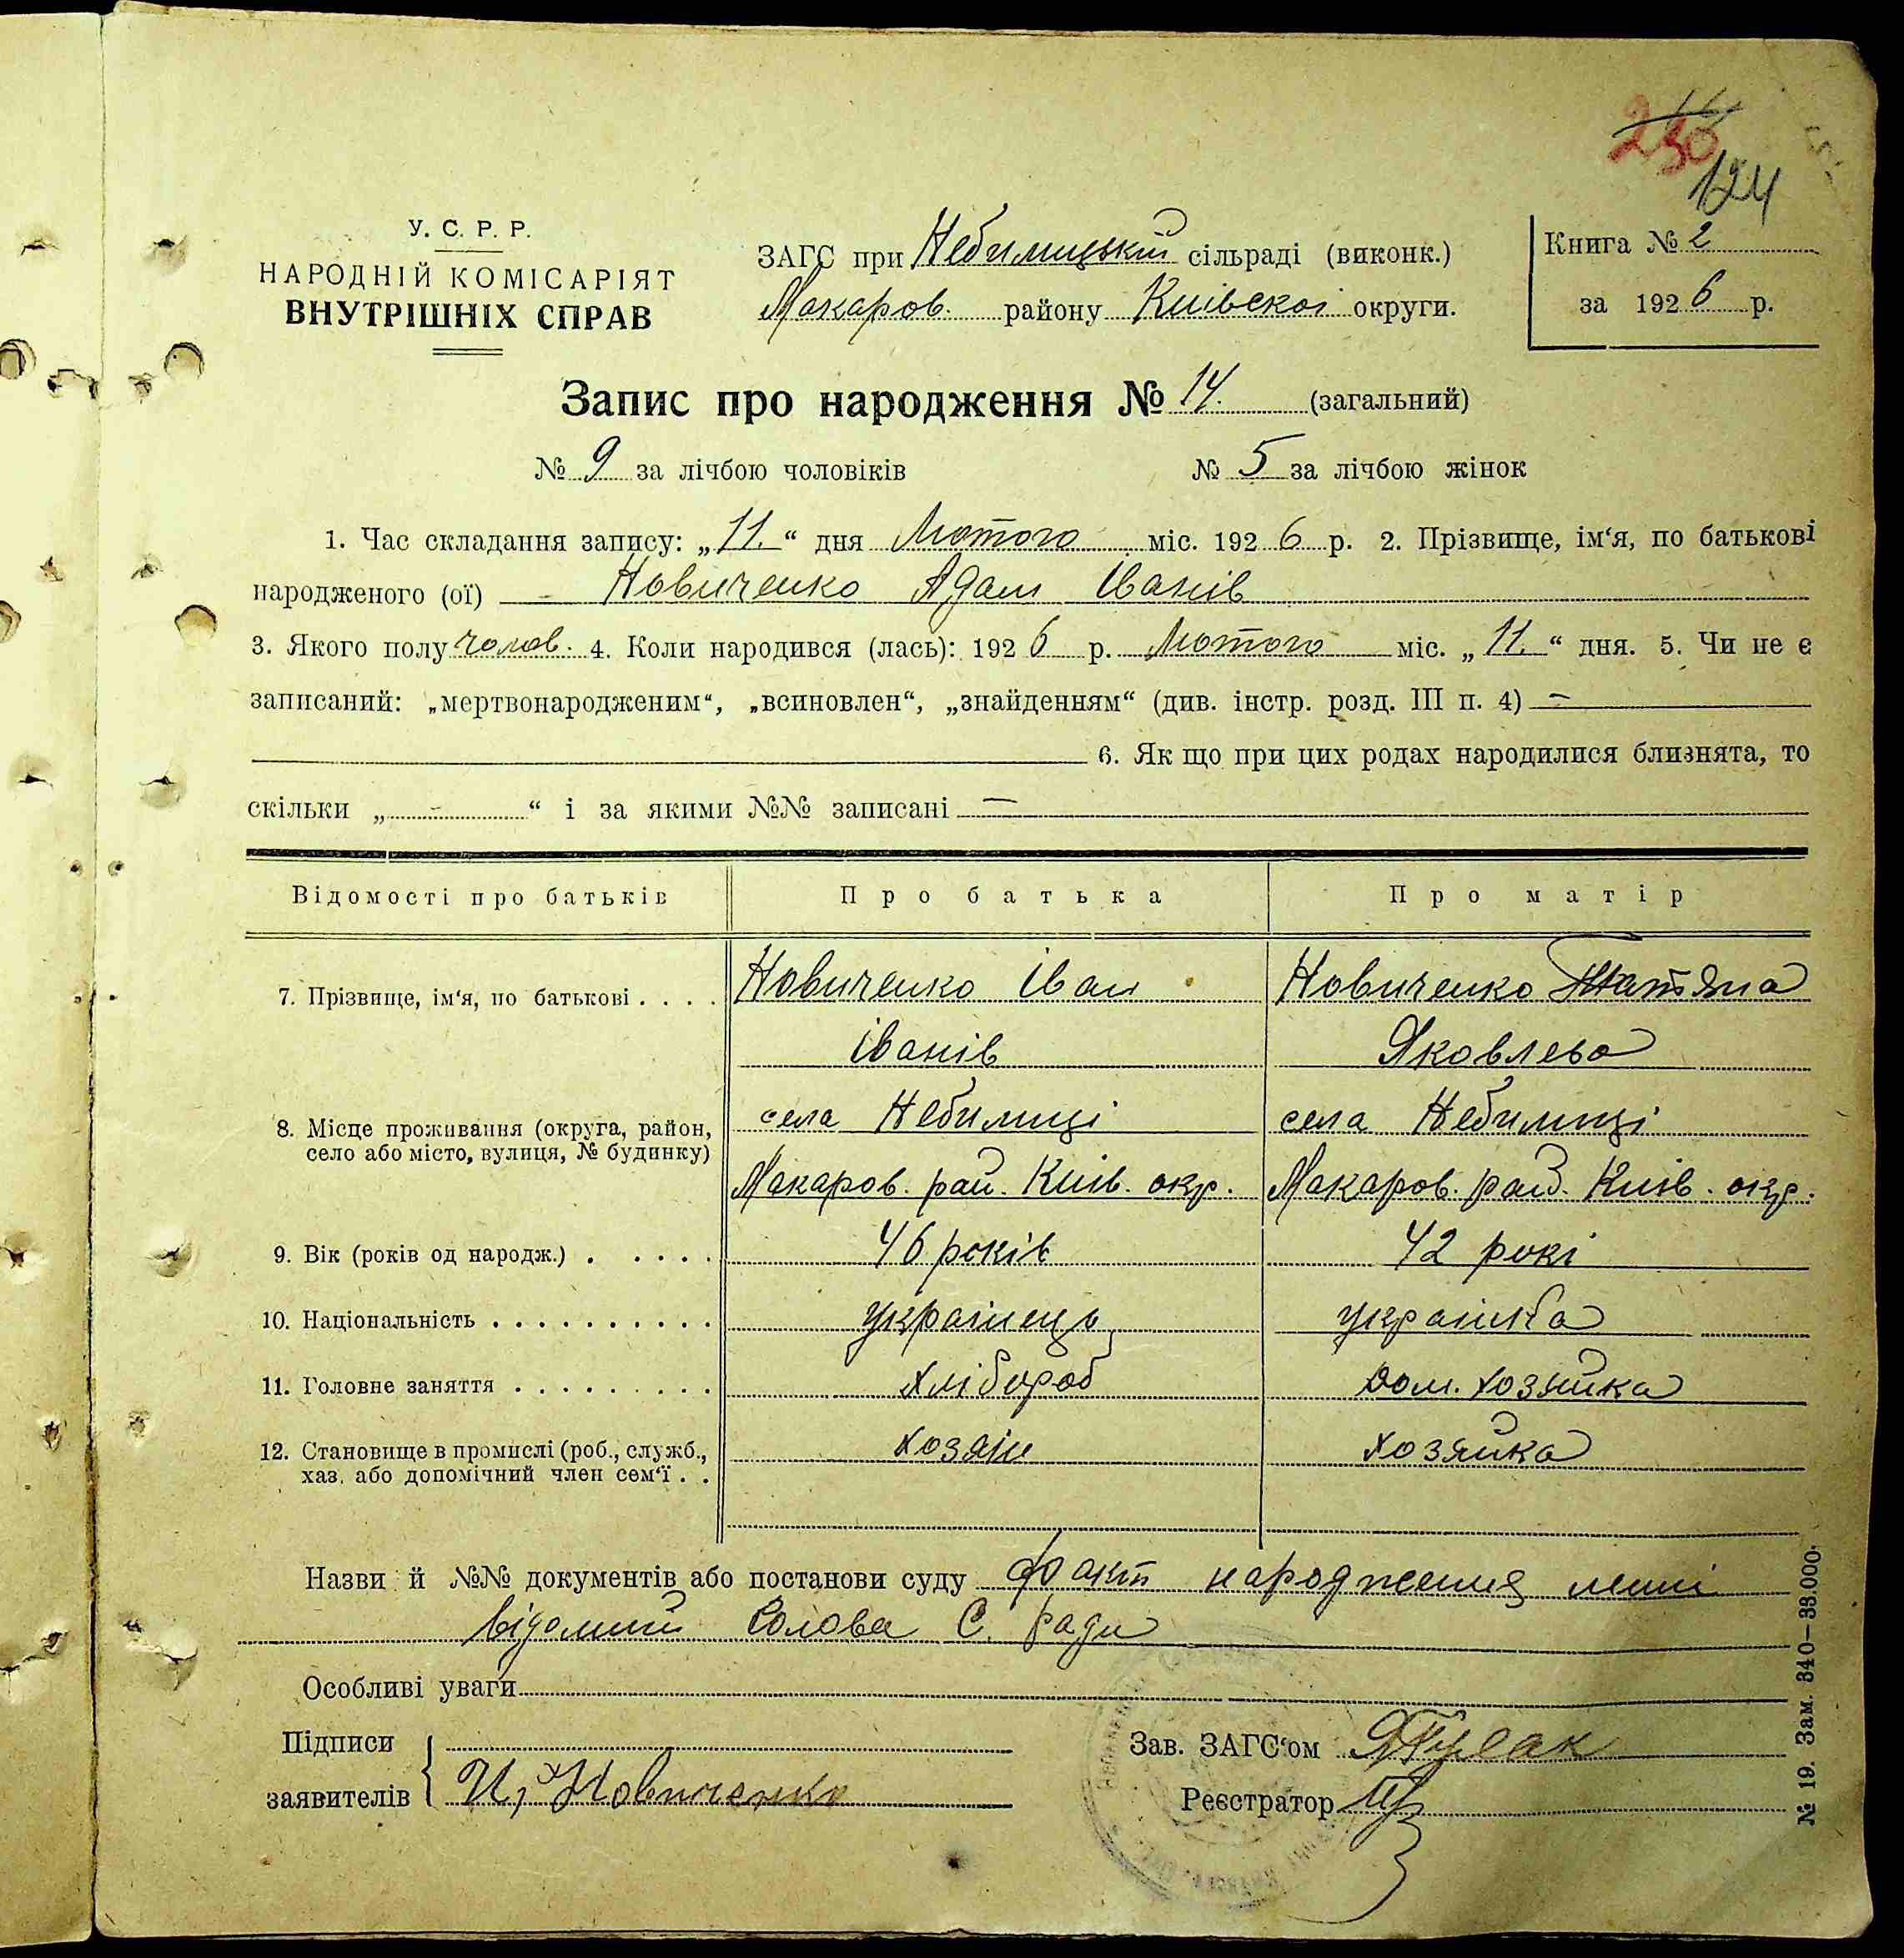 230
124
У. С. Р. Р.
НАРОДНІЙ КОМІСАРІЯТ
ВНУТРІШНІХ СПРАВ
ЗАГС при Небилицькій сільраді (виконк.)
Макаров. району Київскоі округи.
Книга № 2
за 1926 р.
Запис про народження № 14. (загальний)
№ 9 за лічбою чоловіків № 5 за лічбою жінок
1. Час складання запису: „11.“ дня Лютого міс. 1926 р. 2. Прізвище, ім‘я, по батькові
народженого (ої) Новиченко Адам Іванів
3. Якого полу чолов. 4. Коли народився (лась): 1926 р. Лютого міс. „11.“ дня. 5. Чи не є
записаний: „мертвонародженим“, „всиновлен“, „знайденням“ (див. інстр. розд. III п. 4) —
6. Як що при цих родах народилися близнята, то
скільки „ - “ і за якими №№ записані —
Відомості про батьків Про батька Про матір
7. Прізвище, ім‘я, по батькові . . . . Новиченко Іван Новиченко Татяна
Іванів Яковлева
8. Місце проживання (округа, район, села Небилиці села Небилиці
село або місто, вулиця, № будинку)
Макаров. рай. Київ. окр. Макаров. рай. Київ. окр.
9. Вік (років од народж.) . . . . . 46 років 42 рокі
10. Національність . . . . . . . . . . українець українка
11. Головне заняття . . . . . . . . . хлібороб дом. хозяйка
12. Становище в промислі (роб., служб., хозяін хозяйка
хаз. або допомічний член сем‘ї . .
Назви й №№ документів або постанови суду факт народження мені
відомий Голова С. Ради
Особливі уваги
Підписи
заявителів И, Новиченко
Зав. ЗАГС‘ом
Реєстратор
№ 19. Зам. 340—33.000.